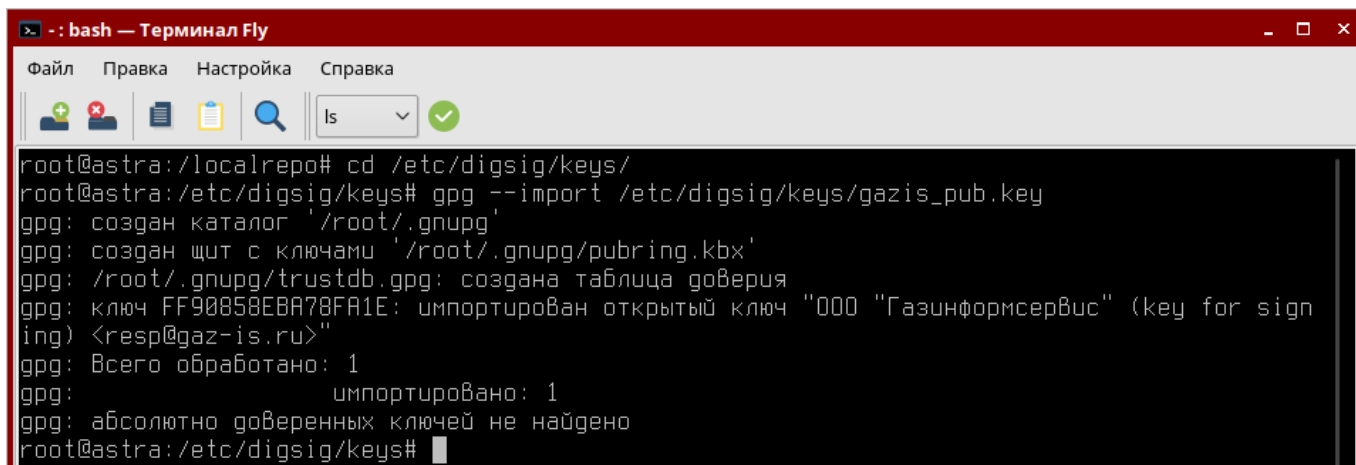 - : bash — Терминал Fly
Файл Правка Настройка Справка
ls
root@astra:/localrepo# cd /etc/digsig/keys/
root@astra:/etc/digsig/keys# gpg --import /etc/digsig/keys/gazis_pub.key
gpg: создан каталог '/root/.gnupg'
gpg: создан щит с ключами '/root/.gnupg/pubring.kbx'
gpg: /root/.gnupg/trustdb.gpg: создана таблица доверия
gpg: ключ FF90858EBA78FA1E: импортирован открытый ключ "ООО "Газинформсервис" (key for sign
ing) <resp@gaz-is.ru>"
gpg: Всего обработано: 1
gpg:                 импортировано: 1
gpg: абсолютно доверенных ключей не найдено
root@astra:/etc/digsig/keys#